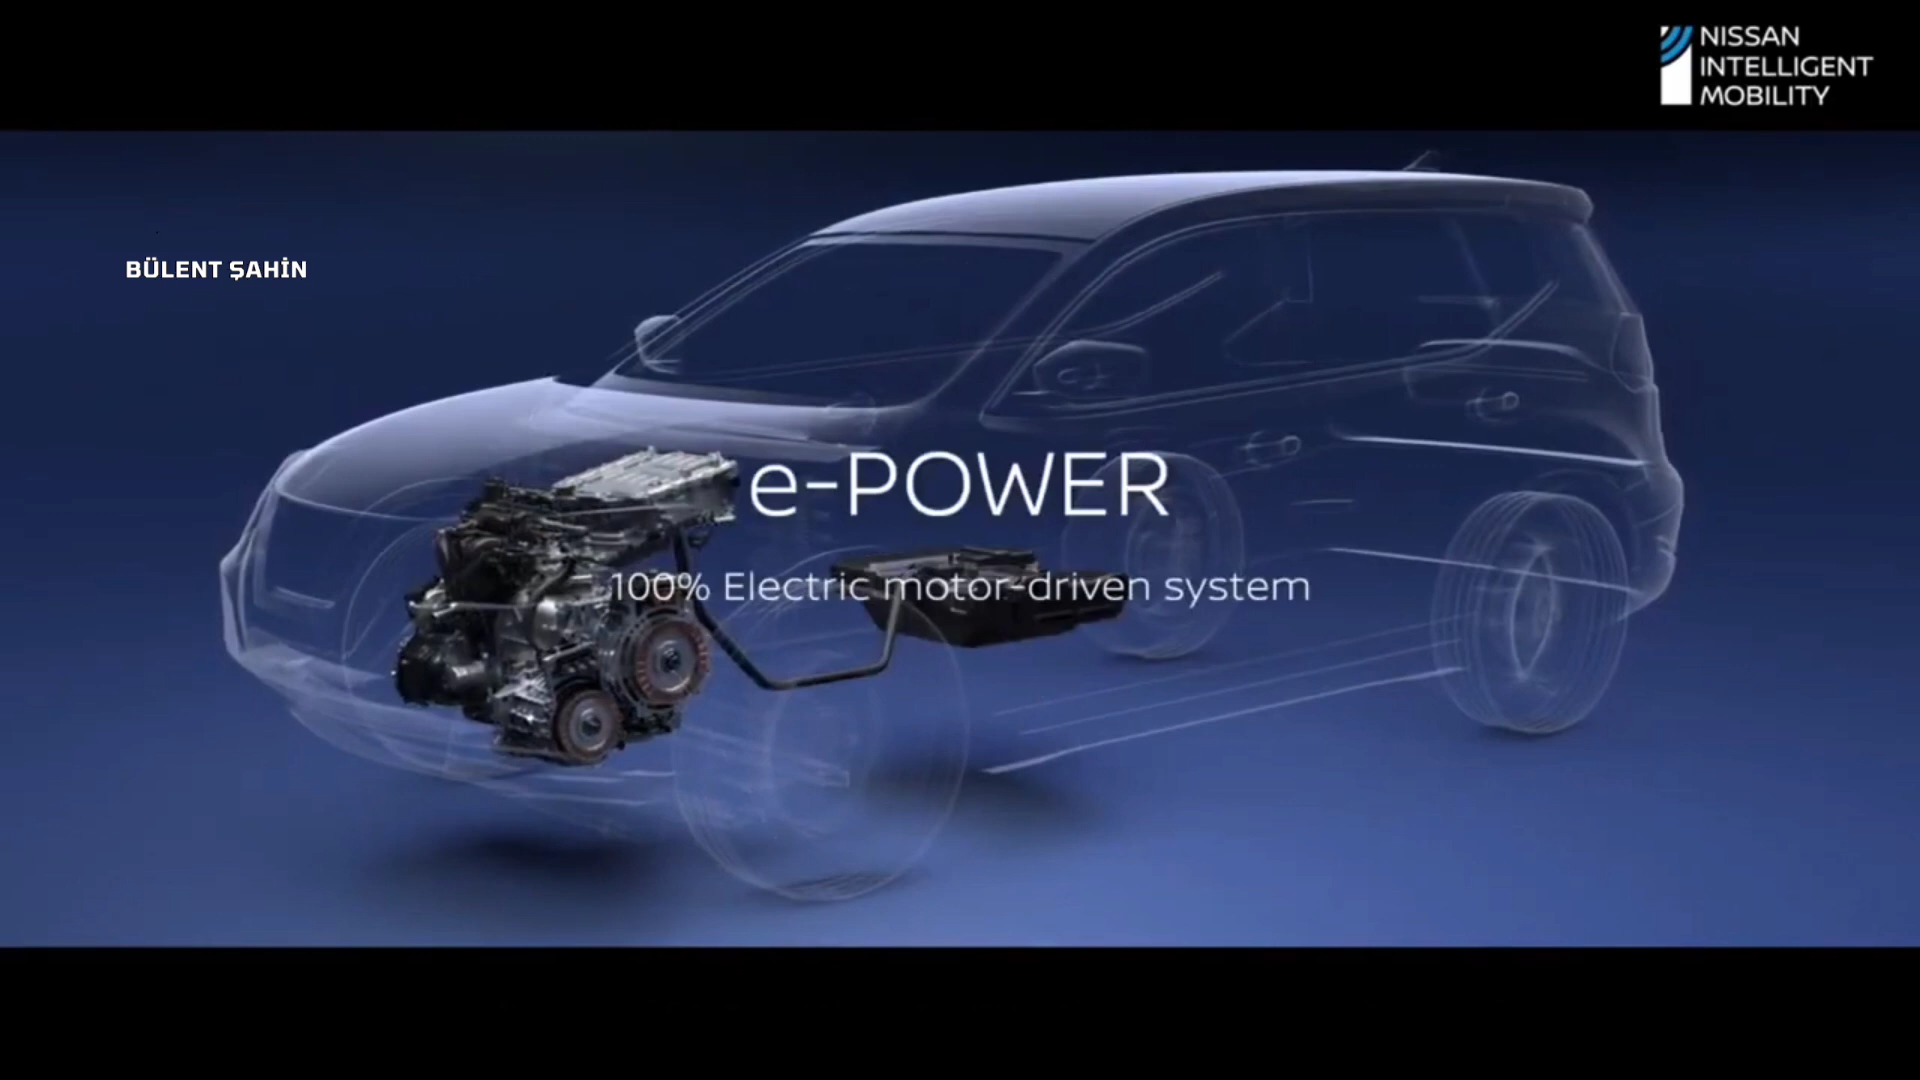 NISSAN
INTELLIGENT
MOBILITY
BÜLENT ŞAHİN
e-POWER
100% Electric motor-driven system